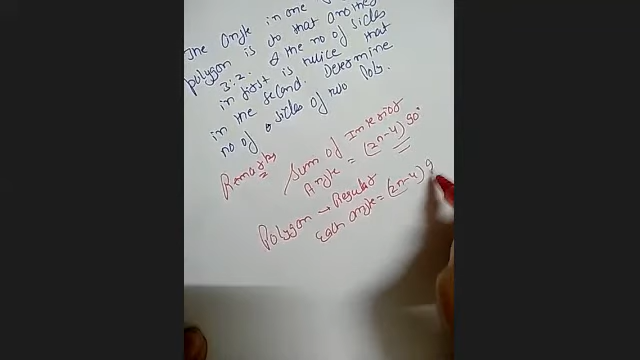 The angle in one
polygon is to that another
3:2. & the no of sides
in first is twice that
in the second. Determine
no of sides of two Poly.
Remarks
Sum of Interior
Angle = (2n-4) 90°
Polygon → Regular
Each angle = (2n-4) 9